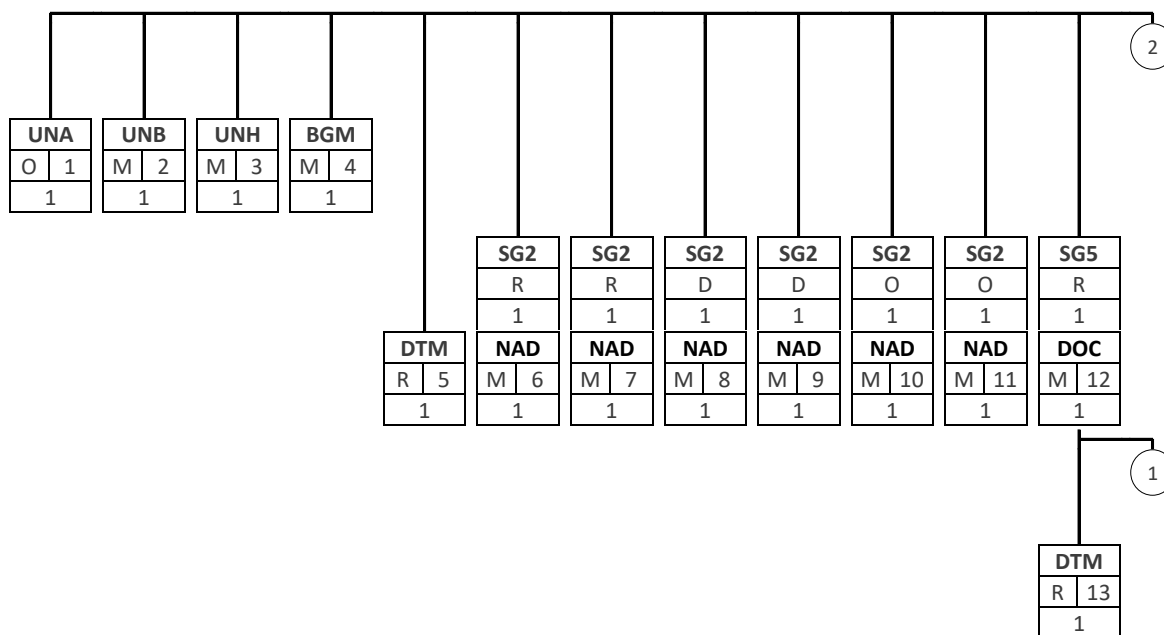 2
UNA UNB UNH BGM
O 1 M 2 M 3 M 4
1 1 1 1
SG2 SG2 SG2 SG2 SG2 SG2 SG5
R R D D O O R
1 1 1 1 1 1 1
DTM NAD NAD NAD NAD NAD NAD DOC
R 5 M 6 M 7 M 8 M 9 M 10 M 11 M 12
1 1 1 1 1 1 1 1
1
DTM
R 13
1